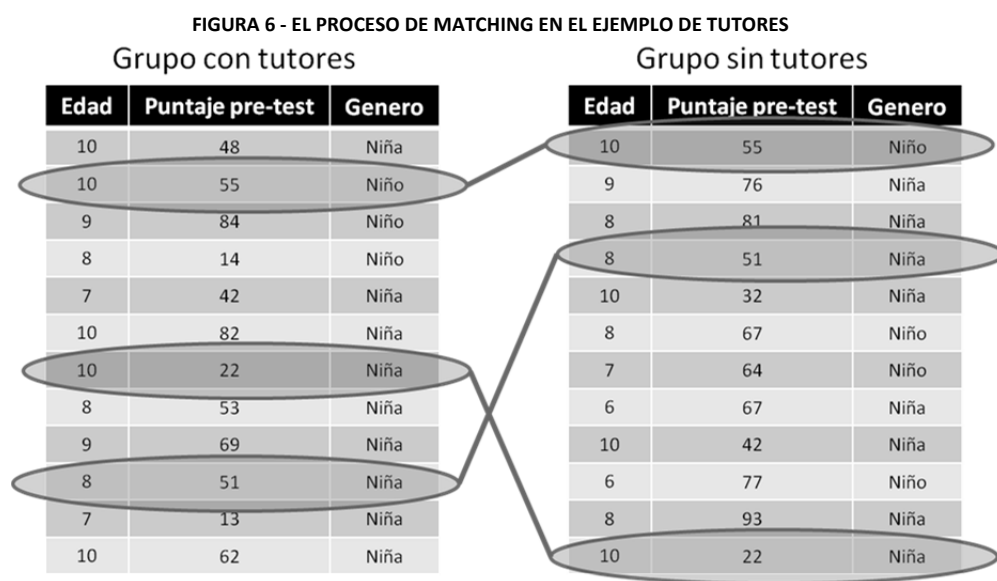 FIGURA 6 - EL PROCESO DE MATCHING EN EL EJEMPLO DE TUTORES
Grupo con tutores
Edad Puntaje pre-test Genero
10 48 Niña
10 55 Niño
9 84 Niño
8 14 Niño
7 42 Niña
10 82 Niña
10 22 Niña
8 53 Niña
9 69 Niña
8 51 Niña
7 13 Niña
10 62 Niña
Grupo sin tutores
Edad Puntaje pre-test Genero
10 55 Niño
9 76 Niña
8 81 Niña
8 51 Niña
10 32 Niña
8 67 Niño
7 64 Niño
6 67 Niña
10 42 Niña
6 77 Niño
8 93 Niña
10 22 Niña